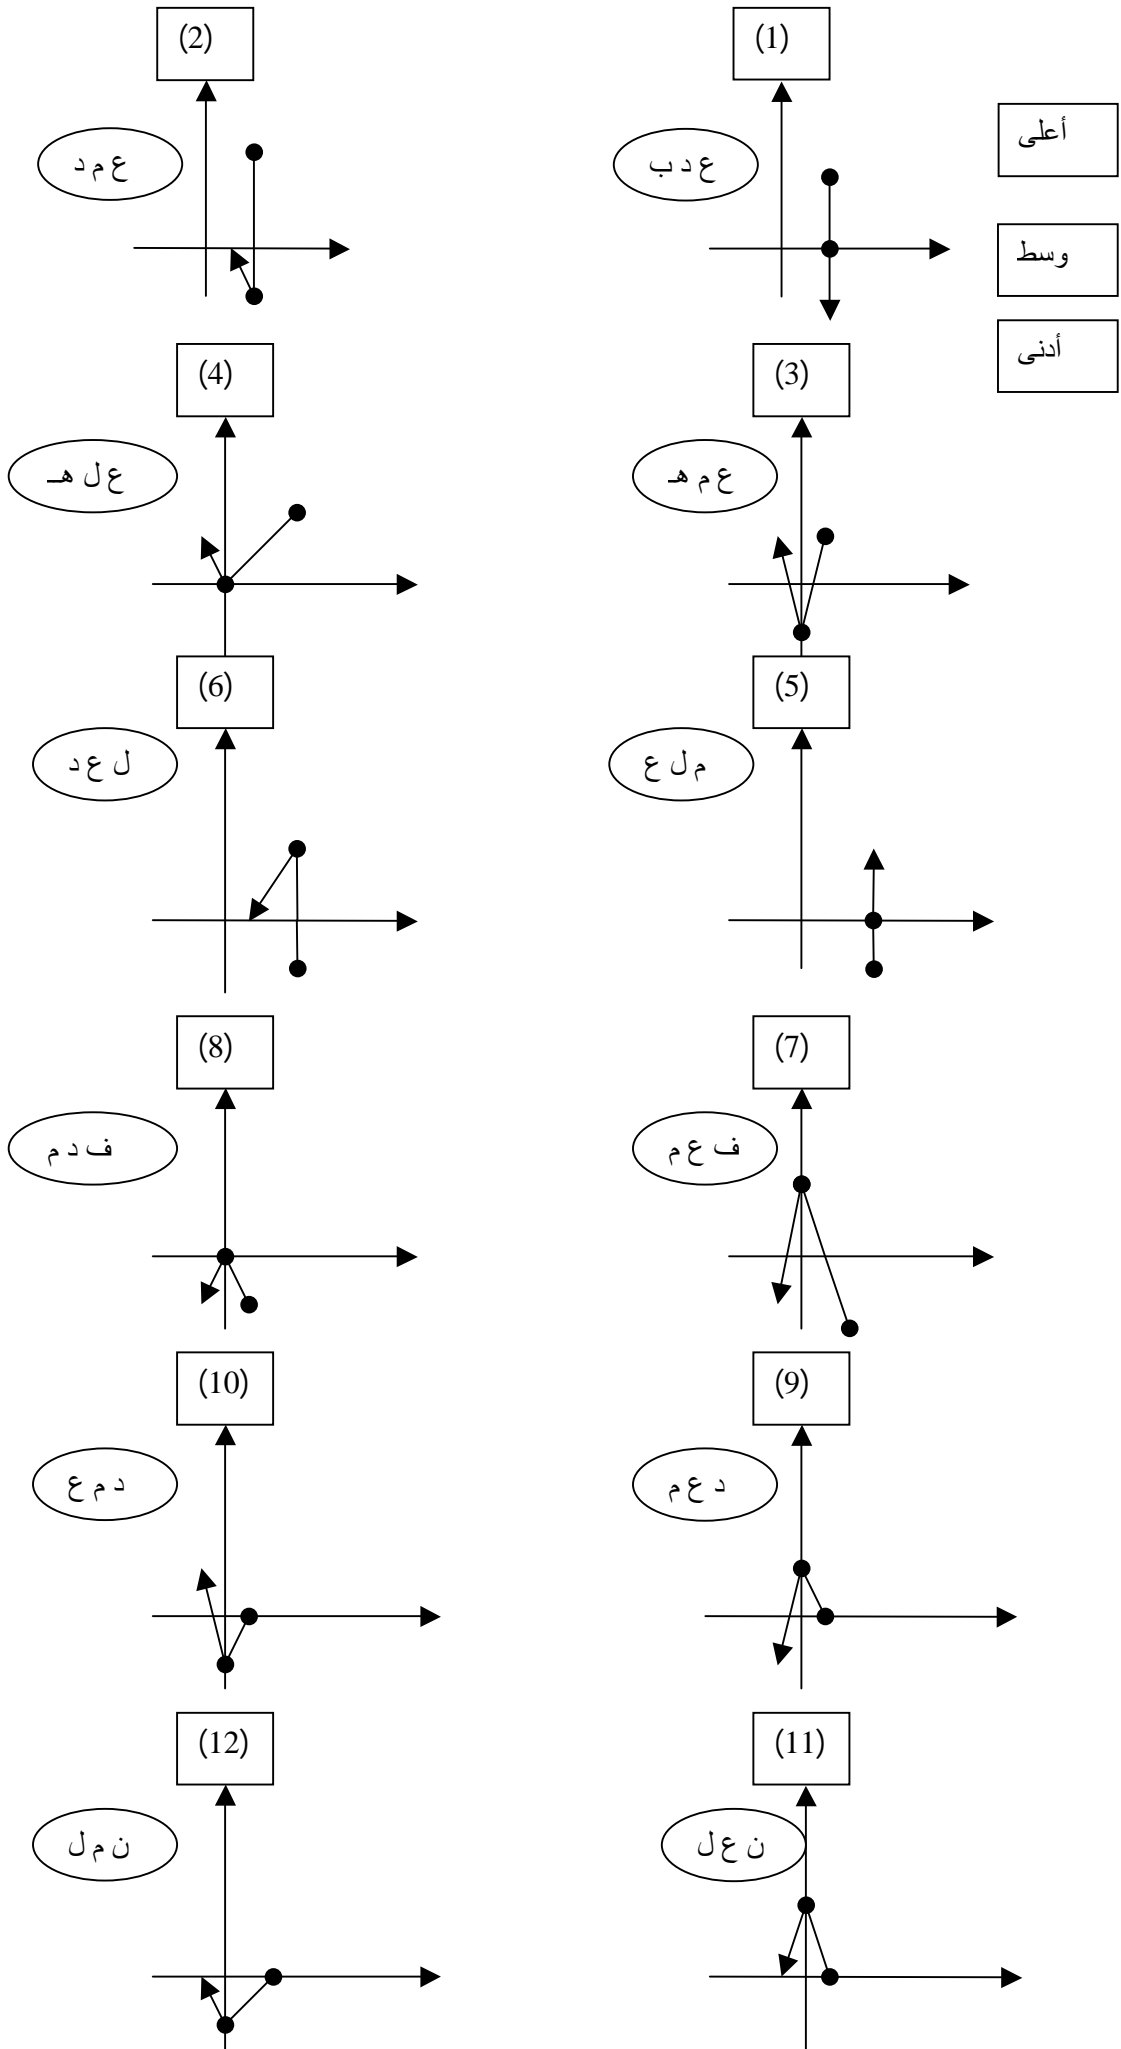 (1)
(2)
أعلى
ع د ب
ع م د
وسط
أدنى
(3)
(4)
ع م هـ
ع ل هـ
(5)
(6)
م ل ع
ل ع د
(7)
(8)
ف ع م
ف د م
(9)
(10)
د ع م
د م ع
(11)
(12)
ن ع ل
ن م ل